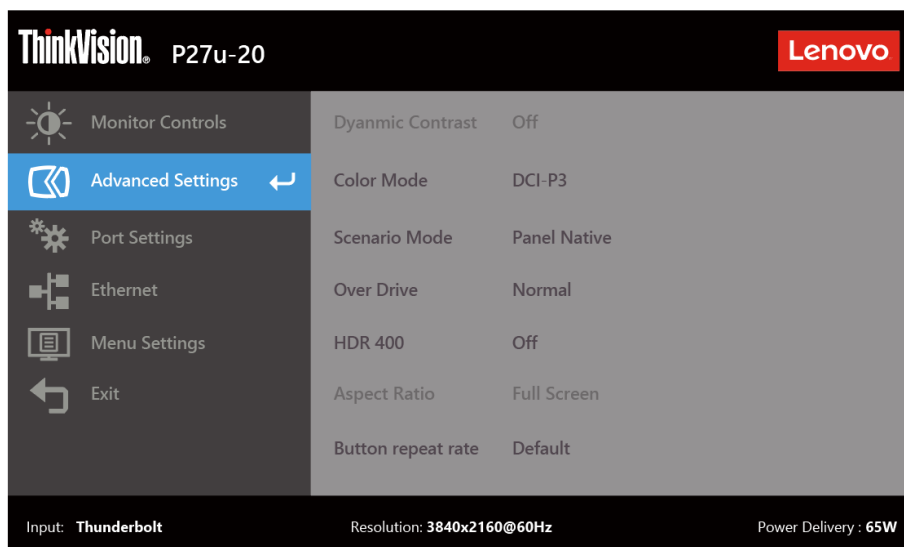 ThinkVision® P27u-20
Lenovo
Monitor Controls
Dyanmic Contrast Off
Advanced Settings
Color Mode DCI-P3
Port Settings
Scenario Mode Panel Native
Ethernet
Over Drive Normal
Menu Settings
HDR 400 Off
Exit
Aspect Ratio Full Screen
Button repeat rate Default
Input: Thunderbolt
Resolution: 3840x2160@60Hz
Power Delivery : 65W